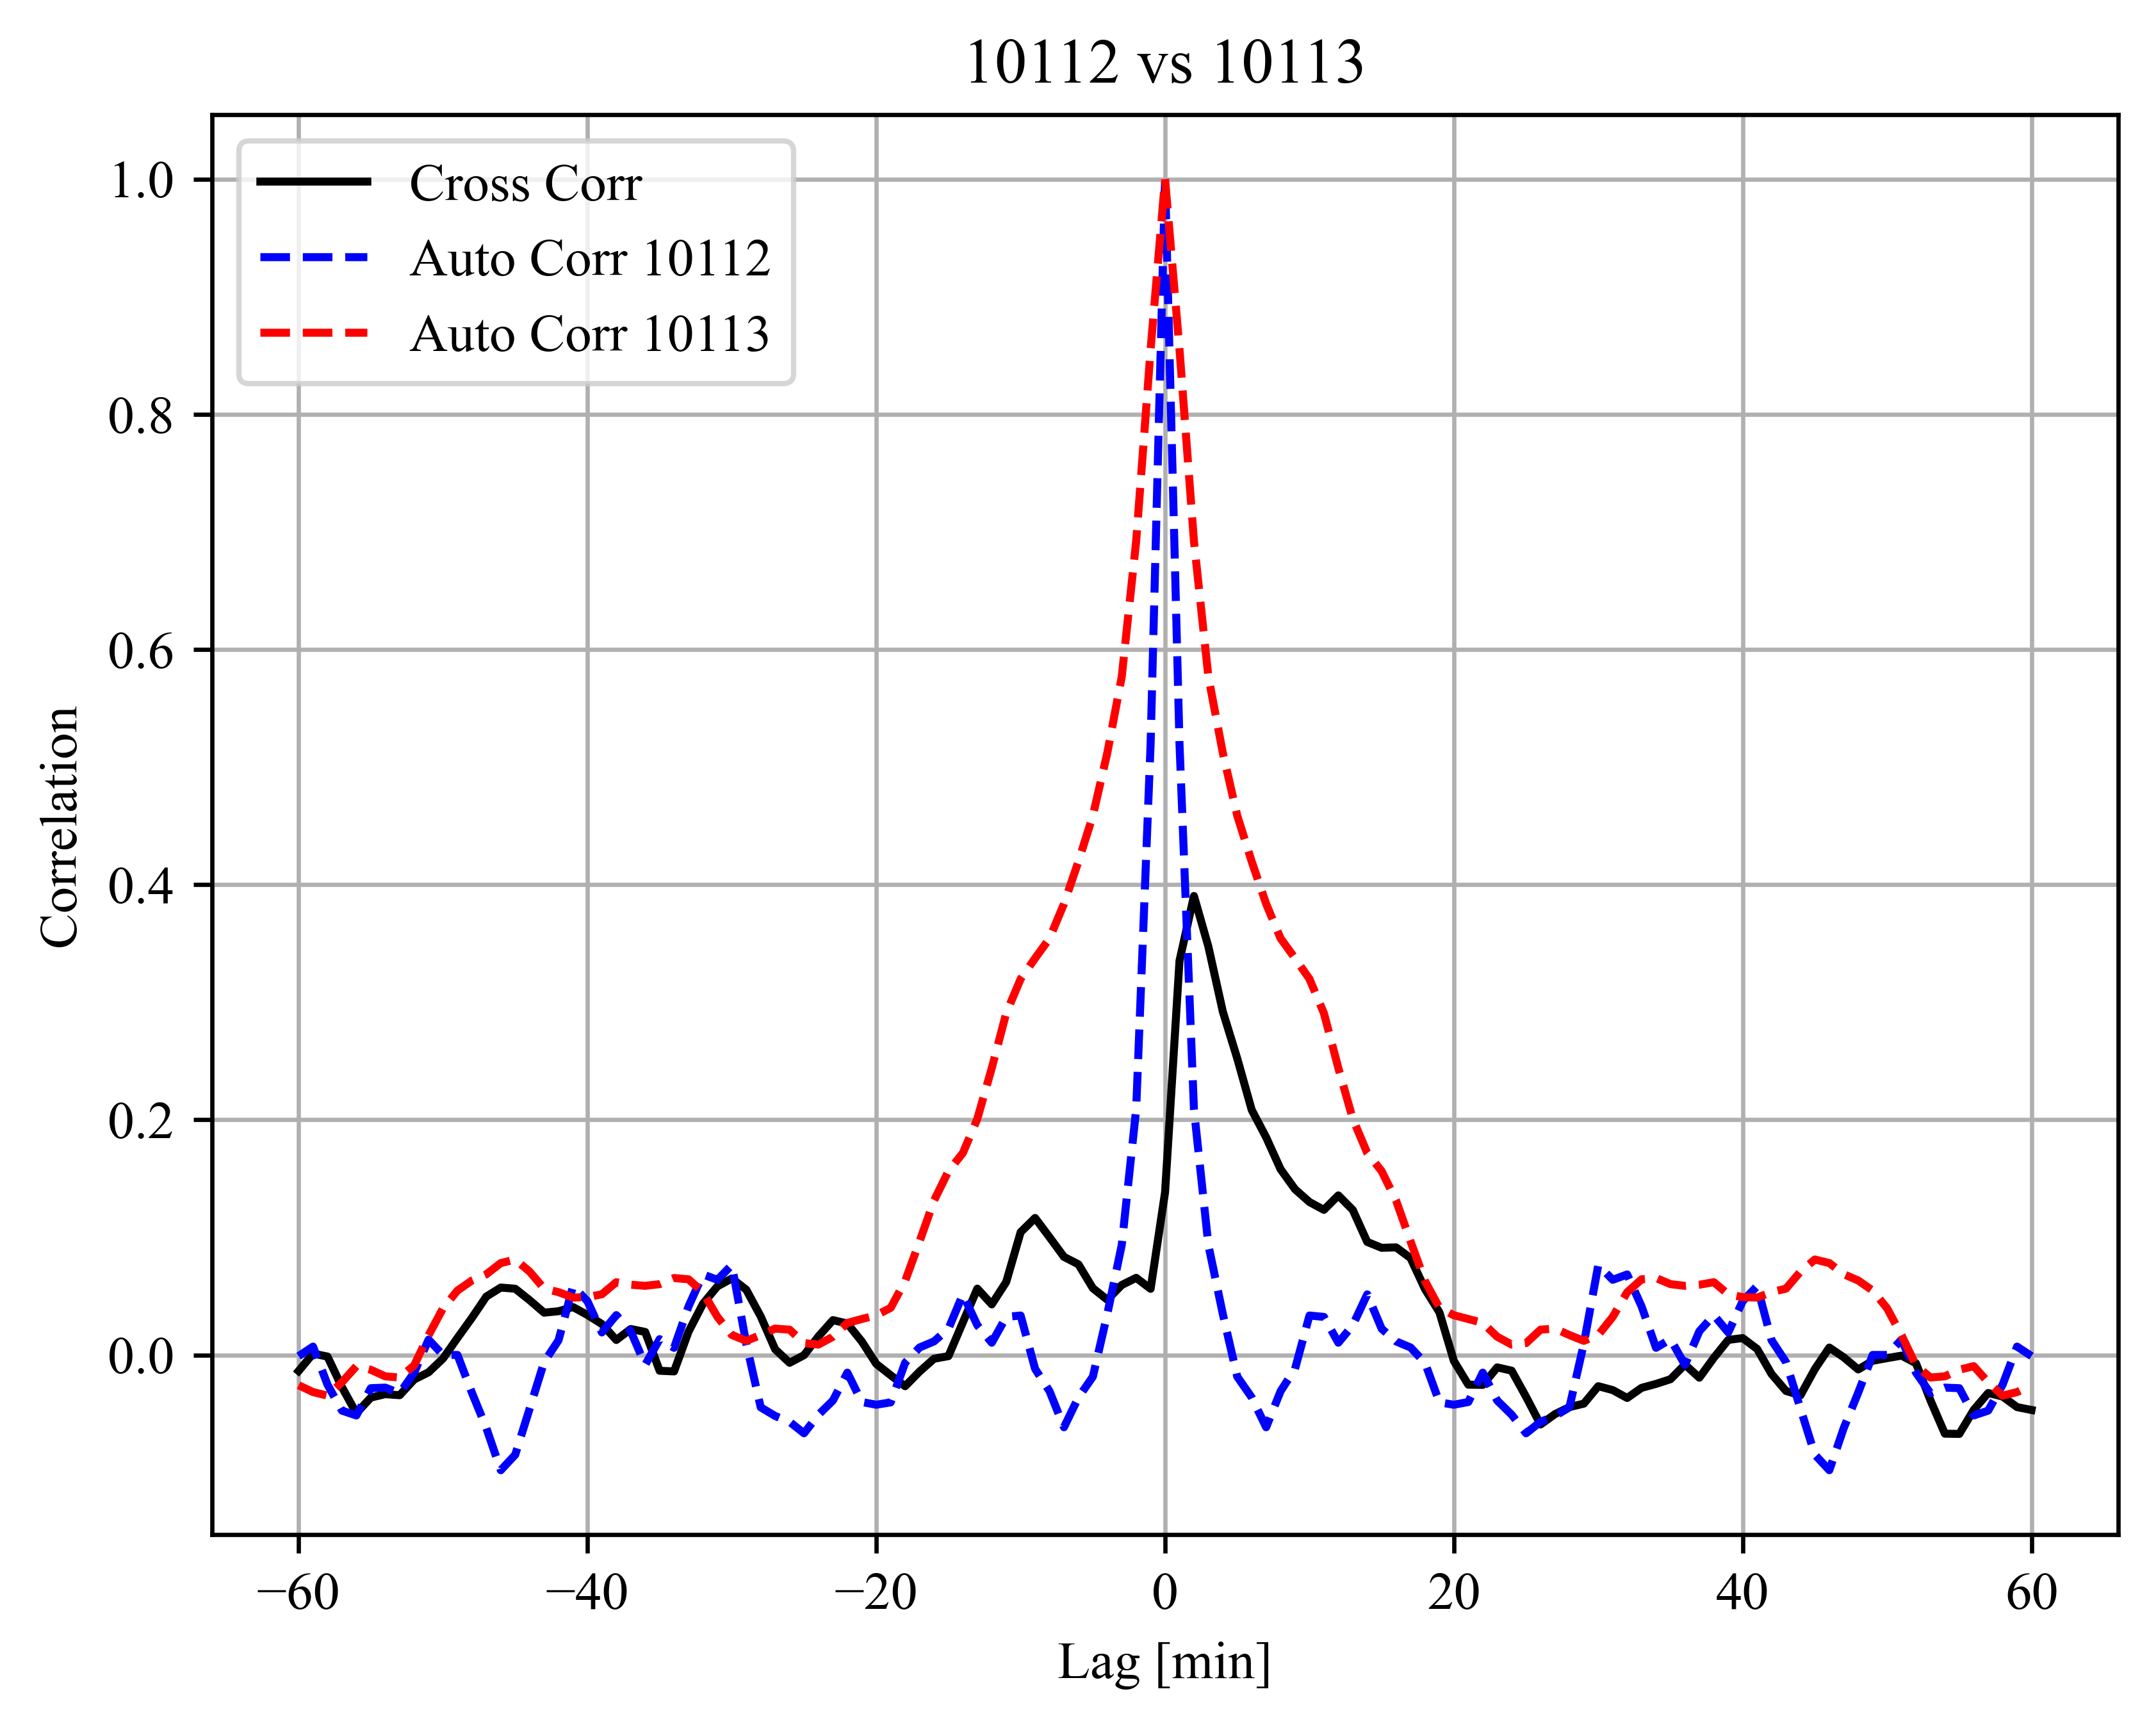 10112 vs 10113
Cross Corr
Auto Corr 10112
Auto Corr 10113
1.0
0.8
0.6
0.4
0.2
0.0
Correlation
−60 −40 −20 0 20 40 60
Lag [min]